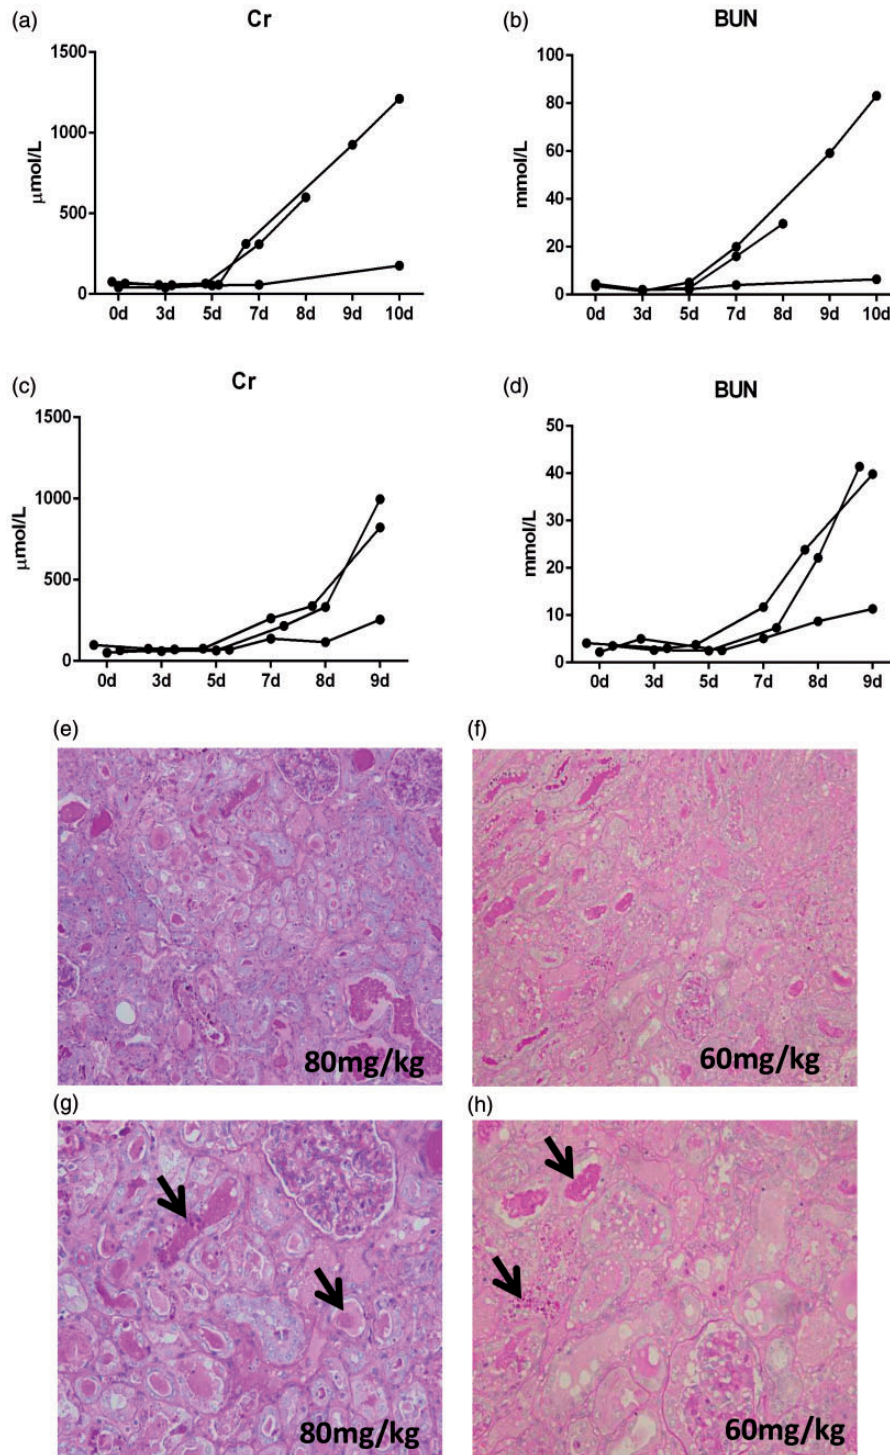 (a)
Cr
1500
1000
500
0
μmol/L
0d 3d 5d 7d 8d 9d 10d
(b)
BUN
100
80
60
40
20
0
mmol/L
0d 3d 5d 7d 8d 9d 10d
(c)
Cr
1500
1000
500
0
μmol/L
0d 3d 5d 7d 8d 9d
(d)
BUN
50
40
30
20
10
0
mmol/L
0d 3d 5d 7d 8d 9d
(e)
80mg/kg
(f)
60mg/kg
(g)
80mg/kg
(h)
60mg/kg